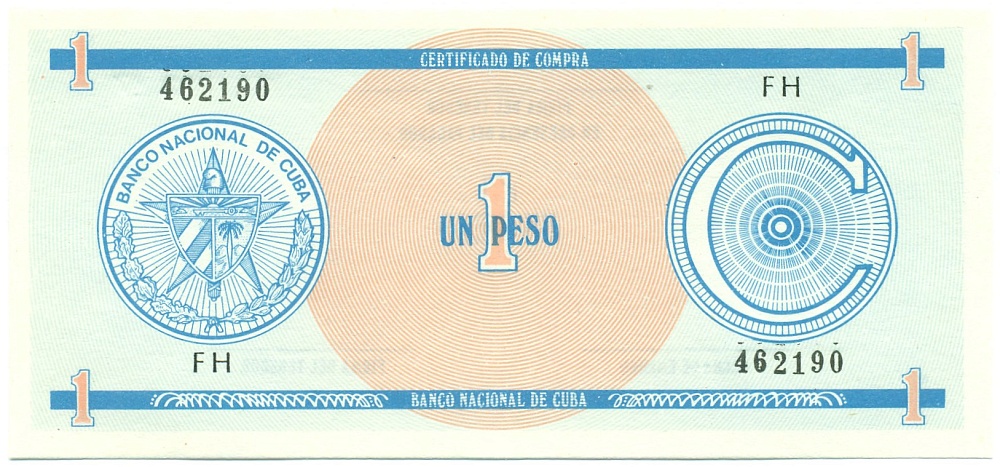 1 CERTIFICADO DE COMPRA 1
462190 FH
BANCO NACIONAL DE CUBA
C
UN 1 PESO
FH 462190
1 BANCO NACIONAL DE CUBA 1